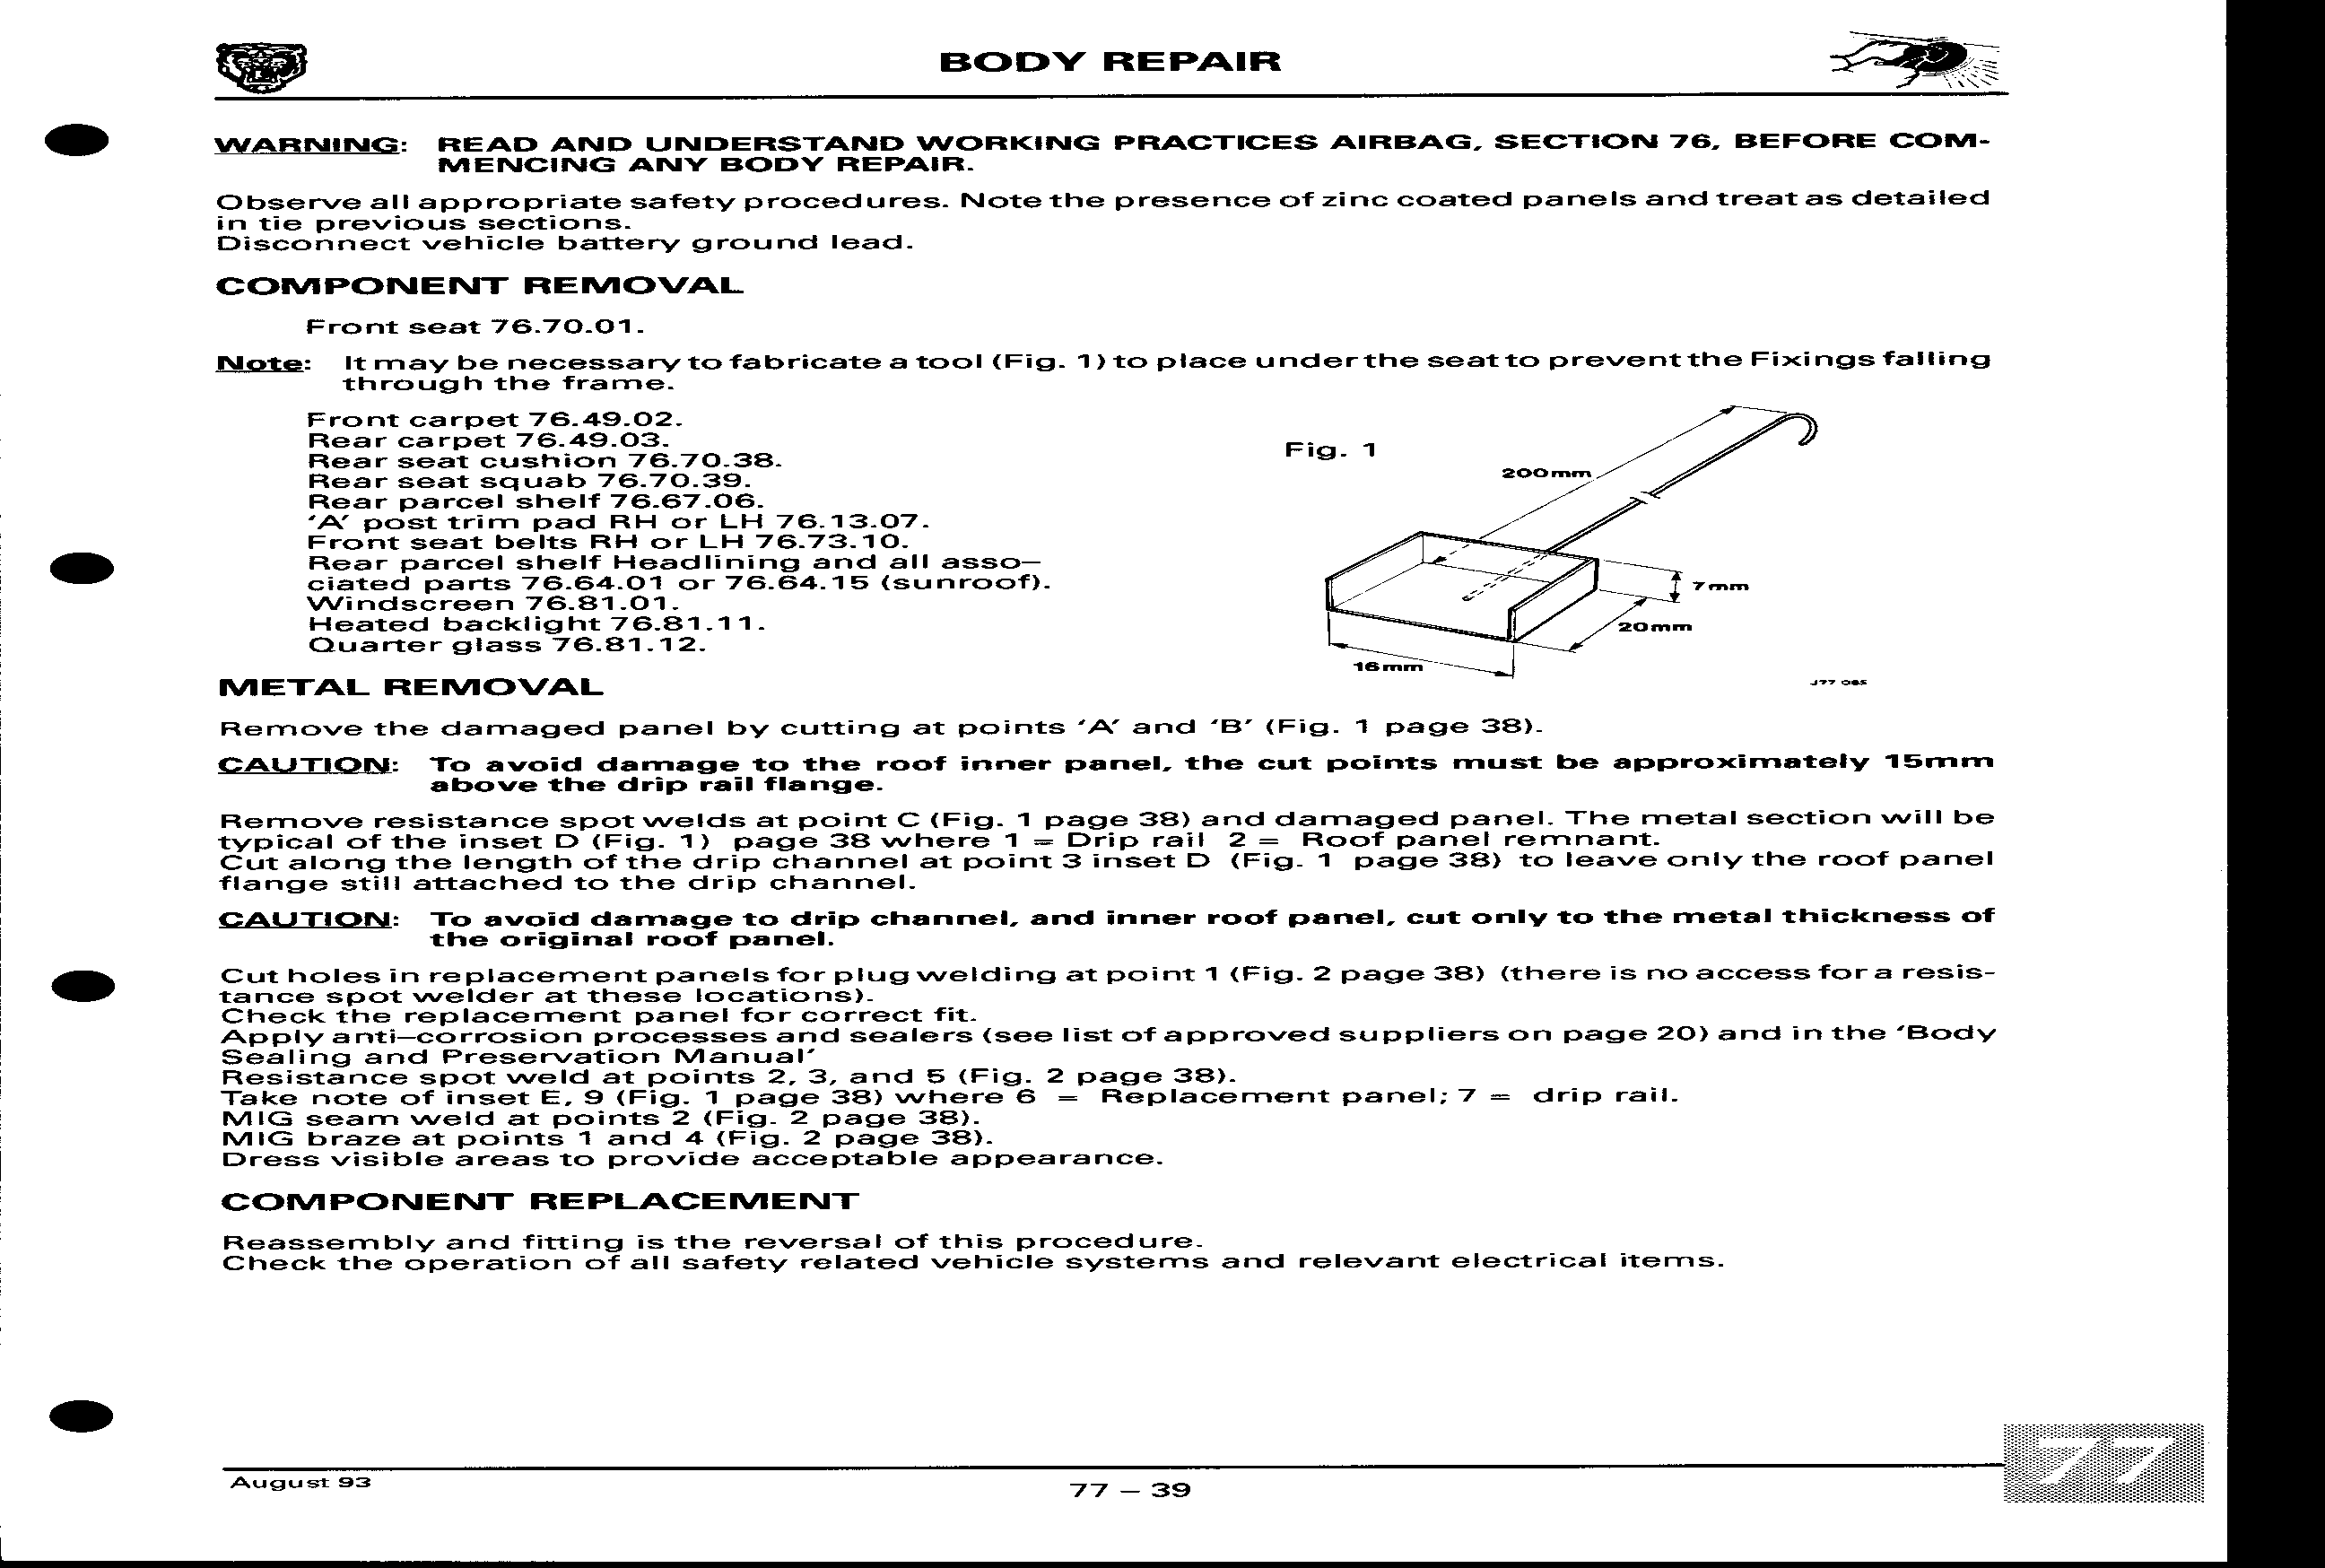 BODY REPAIR
WARNING: READ AND UNDERSTAND WORKING PRACTICES AIRBAG, SECTION 76, BEFORE COM-
MENCING ANY BODY REPAIR.
Observe all appropriate safety procedures. Note the presence of zinc coated panels and treat as detailed
in tie previous sections.
Disconnect vehicle battery ground lead.
COMPONENT REMOVAL
Front seat 76.70.01.
Note: It may be necessary to fabricate a tool (Fig. 1) to place under the seat to prevent the Fixings falling
through the frame.
Front carpet 76.49.02.
Rear carpet 76.49.03.
Rear seat cushion 76.70.38.
Rear seat squab 76.70.39.
Rear parcel shelf 76.67.06.
'A' post trim pad RH or LH 76.13.07.
Front seat belts RH or LH 76.73.10.
Rear parcel shelf Headlining and all asso–
ciated parts 76.64.01 or 76.64.15 (sunroof).
Windscreen 76.81.01.
Heated backlight 76.81.11.
Quarter glass 76.81.12.
Fig. 1
200mm
7mm
20mm
16mm
J77 085
METAL REMOVAL
Remove the damaged panel by cutting at points 'A' and 'B' (Fig. 1 page 38).
CAUTION: To avoid damage to the roof inner panel, the cut points must be approximately 15mm
above the drip rail flange.
Remove resistance spot welds at point C (Fig. 1 page 38) and damaged panel. The metal section will be
typical of the inset D (Fig. 1) page 38 where 1 = Drip rail 2 = Roof panel remnant.
Cut along the length of the drip channel at point 3 inset D (Fig. 1 page 38) to leave only the roof panel
flange still attached to the drip channel.
CAUTION: To avoid damage to drip channel, and inner roof panel, cut only to the metal thickness of
the original roof panel.
Cut holes in replacement panels for plug welding at point 1 (Fig. 2 page 38) (there is no access for a resis-
tance spot welder at these locations).
Check the replacement panel for correct fit.
Apply anti–corrosion processes and sealers (see list of approved suppliers on page 20) and in the 'Body
Sealing and Preservation Manual'
Resistance spot weld at points 2, 3, and 5 (Fig. 2 page 38).
Take note of inset E, 9 (Fig. 1 page 38) where 6 = Replacement panel; 7 = drip rail.
MIG seam weld at points 2 (Fig. 2 page 38).
MIG braze at points 1 and 4 (Fig. 2 page 38).
Dress visible areas to provide acceptable appearance.
COMPONENT REPLACEMENT
Reassembly and fitting is the reversal of this procedure.
Check the operation of all safety related vehicle systems and relevant electrical items.
August 93
77 – 39
77